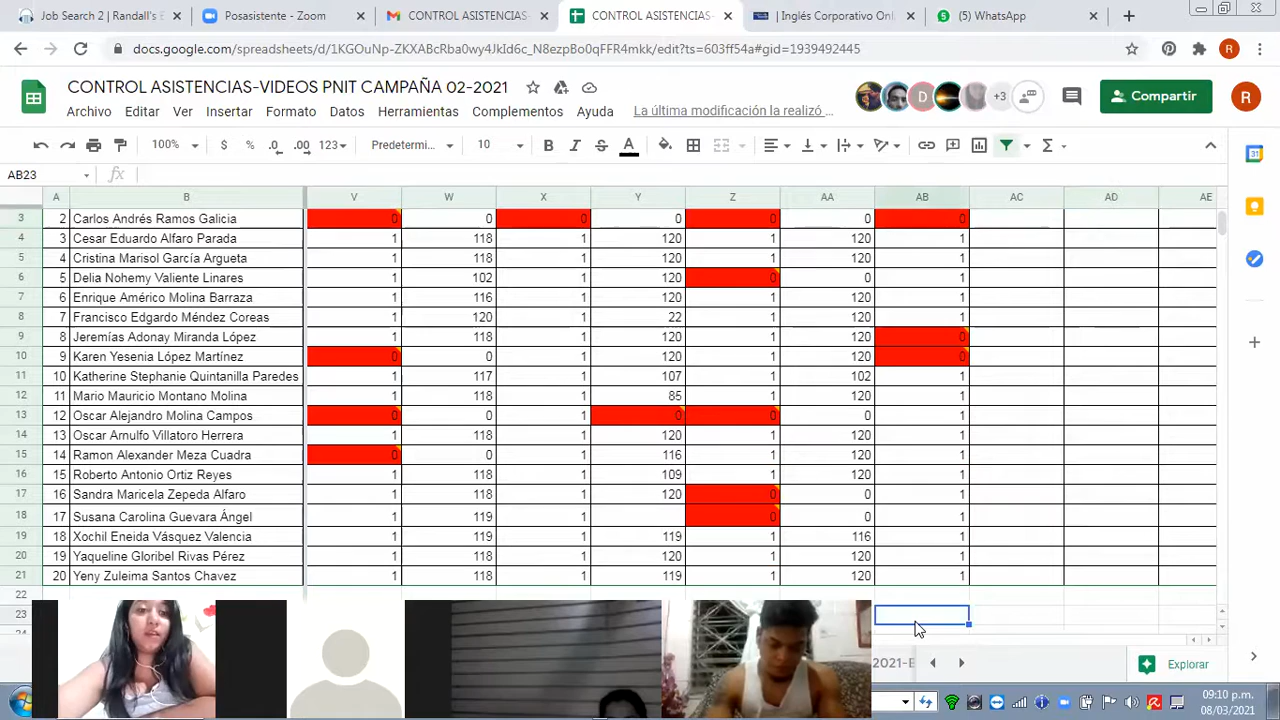 JobSearch 2 | Randall's E
Posasistente - Zo
CONTROL ASISTENCIAS-
CONTROL ASISTENCIAS-
| Inglés Corporativo Onl
(5) WhatsApp
docs.google.com/spreadsheets/d/1KGOuNp-ZKXABcRba0wy4Jkld6c_N8ezpBo0qFFR4mkk/edit?ts=603ff54a#gid=1939492445
R
CONTROL ASISTENCIAS-VIDEOS PNIT CAMPAÑA 02-2021
D +3 Compartir R
Archivo Editar Ver Insertar Formato Datos Herramientas Complementos Ayuda La última modificación la realizó ...
100% $ % .0 .00 123 Predetermi... 10 B I S A
AB23 fx
A B V W X Y Z AA AB AC AD AE
3 2 Carlos Andrés Ramos Galicia 0 0 0 0 0 0 0
4 3 Cesar Eduardo Alfaro Parada 1 118 1 120 1 120 1
5 4 Cristina Marisol García Argueta 1 118 1 120 1 120 1
6 5 Delia Nohemy Valiente Linares 1 102 1 120 0 0 1
7 6 Enrique Américo Molina Barraza 1 116 1 120 1 120 1
8 7 Francisco Edgardo Méndez Coreas 1 120 1 22 1 120 1
9 8 Jeremías Adonay Miranda López 1 118 1 120 1 120 0
10 9 Karen Yesenia López Martínez 0 0 1 120 1 120 0
11 10 Katherine Stephanie Quintanilla Paredes 1 117 1 107 1 102 1
12 11 Mario Mauricio Montano Molina 1 118 1 85 1 120 1
13 12 Oscar Alejandro Molina Campos 0 0 1 0 0 0 1
14 13 Oscar Arnulfo Villatoro Herrera 1 118 1 120 1 120 1
15 14 Ramon Alexander Meza Cuadra 0 0 1 116 1 120 1
16 15 Roberto Antonio Ortiz Reyes 1 118 1 109 1 120 1
17 16 Sandra Maricela Zepeda Alfaro 1 118 1 120 0 0 1
18 17 Susana Carolina Guevara Ángel 1 119 1 0 0 1
19 18 Xochil Eneida Vásquez Valencia 1 119 1 119 1 116 1
20 19 Yaqueline Gloribel Rivas Pérez 1 118 1 120 1 120 1
21 20 Yeny Zuleima Santos Chavez 1 118 1 119 1 120 1
22
23
2021-E Explorar
09:10 p.m.
08/03/2021